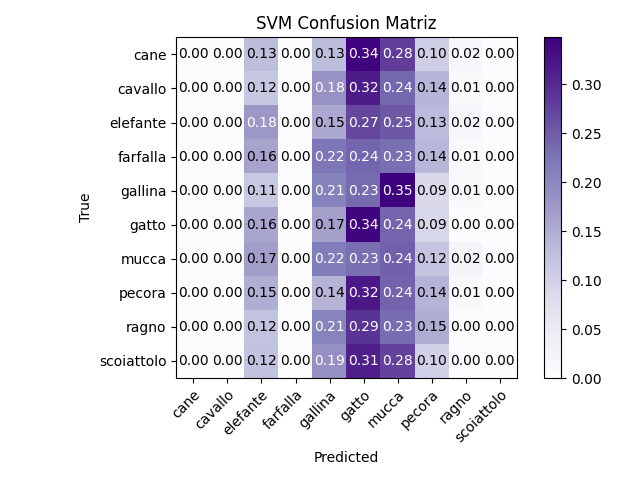 SVM Confusion Matriz
True
cane 0.00 0.00 0.13 0.00 0.13 0.34 0.28 0.10 0.02 0.00
cavallo 0.00 0.00 0.12 0.00 0.18 0.32 0.24 0.14 0.01 0.00
elefante 0.00 0.00 0.18 0.00 0.15 0.27 0.25 0.13 0.02 0.00
farfalla 0.00 0.00 0.16 0.00 0.22 0.24 0.23 0.14 0.01 0.00
gallina 0.00 0.00 0.11 0.00 0.21 0.23 0.35 0.09 0.01 0.00
gatto 0.00 0.00 0.16 0.00 0.17 0.34 0.24 0.09 0.00 0.00
mucca 0.00 0.00 0.17 0.00 0.22 0.23 0.24 0.12 0.02 0.00
pecora 0.00 0.00 0.15 0.00 0.14 0.32 0.24 0.14 0.01 0.00
ragno 0.00 0.00 0.12 0.00 0.21 0.29 0.23 0.15 0.00 0.00
scoiattolo 0.00 0.00 0.12 0.00 0.19 0.31 0.28 0.10 0.00 0.00
cane cavallo elefante farfalla gallina gatto mucca pecora ragno scoiattolo
Predicted
0.30
0.25
0.20
0.15
0.10
0.05
0.00